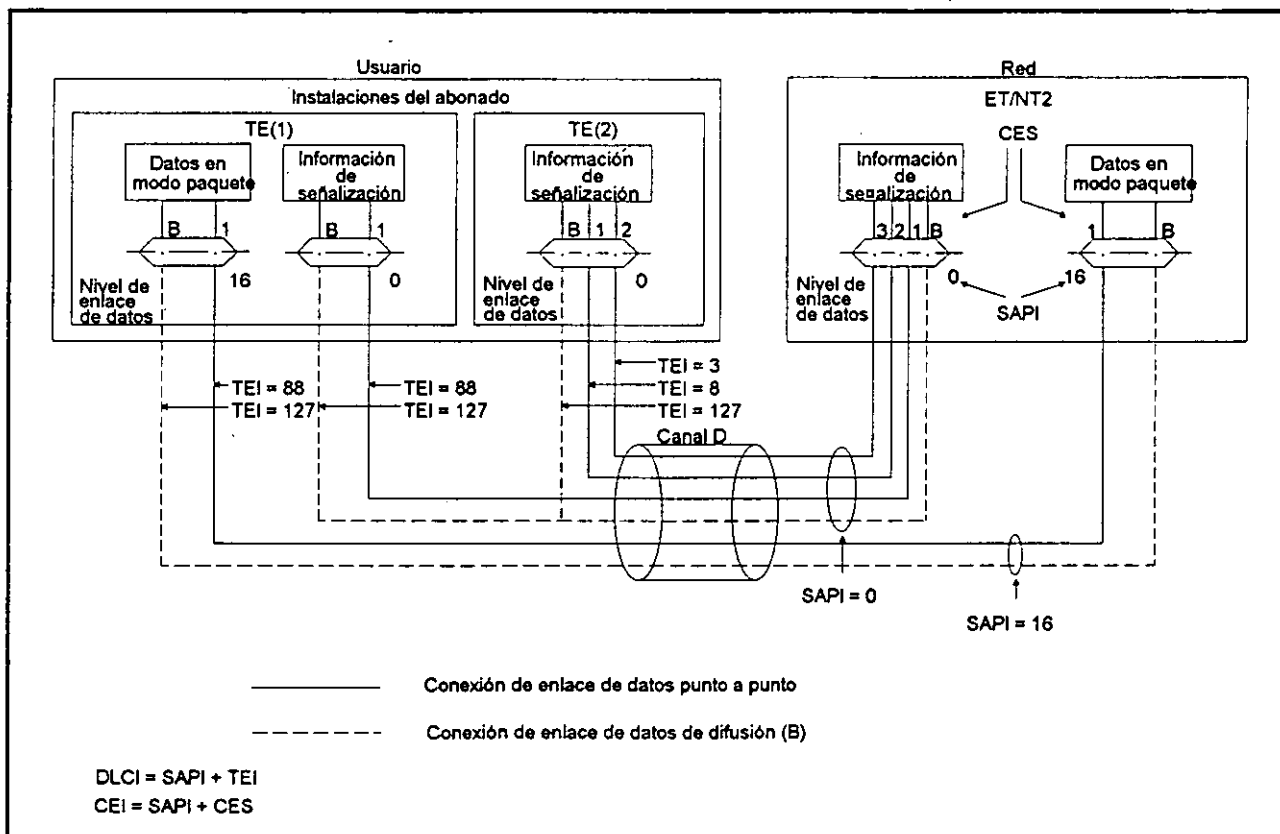 Usuario
Red
Instalaciones del abonado
ET/NT2
TE(1)
TE(2)
CES
Datos en
modo paquete
Información
de
señalización
Información
de
señalización
Información
de
señalización
Datos en
modo paquete
B
1
B
1
B
1
2
3
2
1
B
1
B
16
0
0
0
16
Nivel de
enlace
de datos
Nivel de
enlace
de datos
Nivel de
enlace
de datos
SAPI
TEI = 88
TEI = 127
TEI = 88
TEI = 127
TEI = 3
TEI = 8
TEI = 127
Canal D
SAPI = 0
SAPI = 16
Conexión de enlace de datos punto a punto
Conexión de enlace de datos de difusión (B)
DLCI = SAPI + TEI
CEI = SAPI + CES